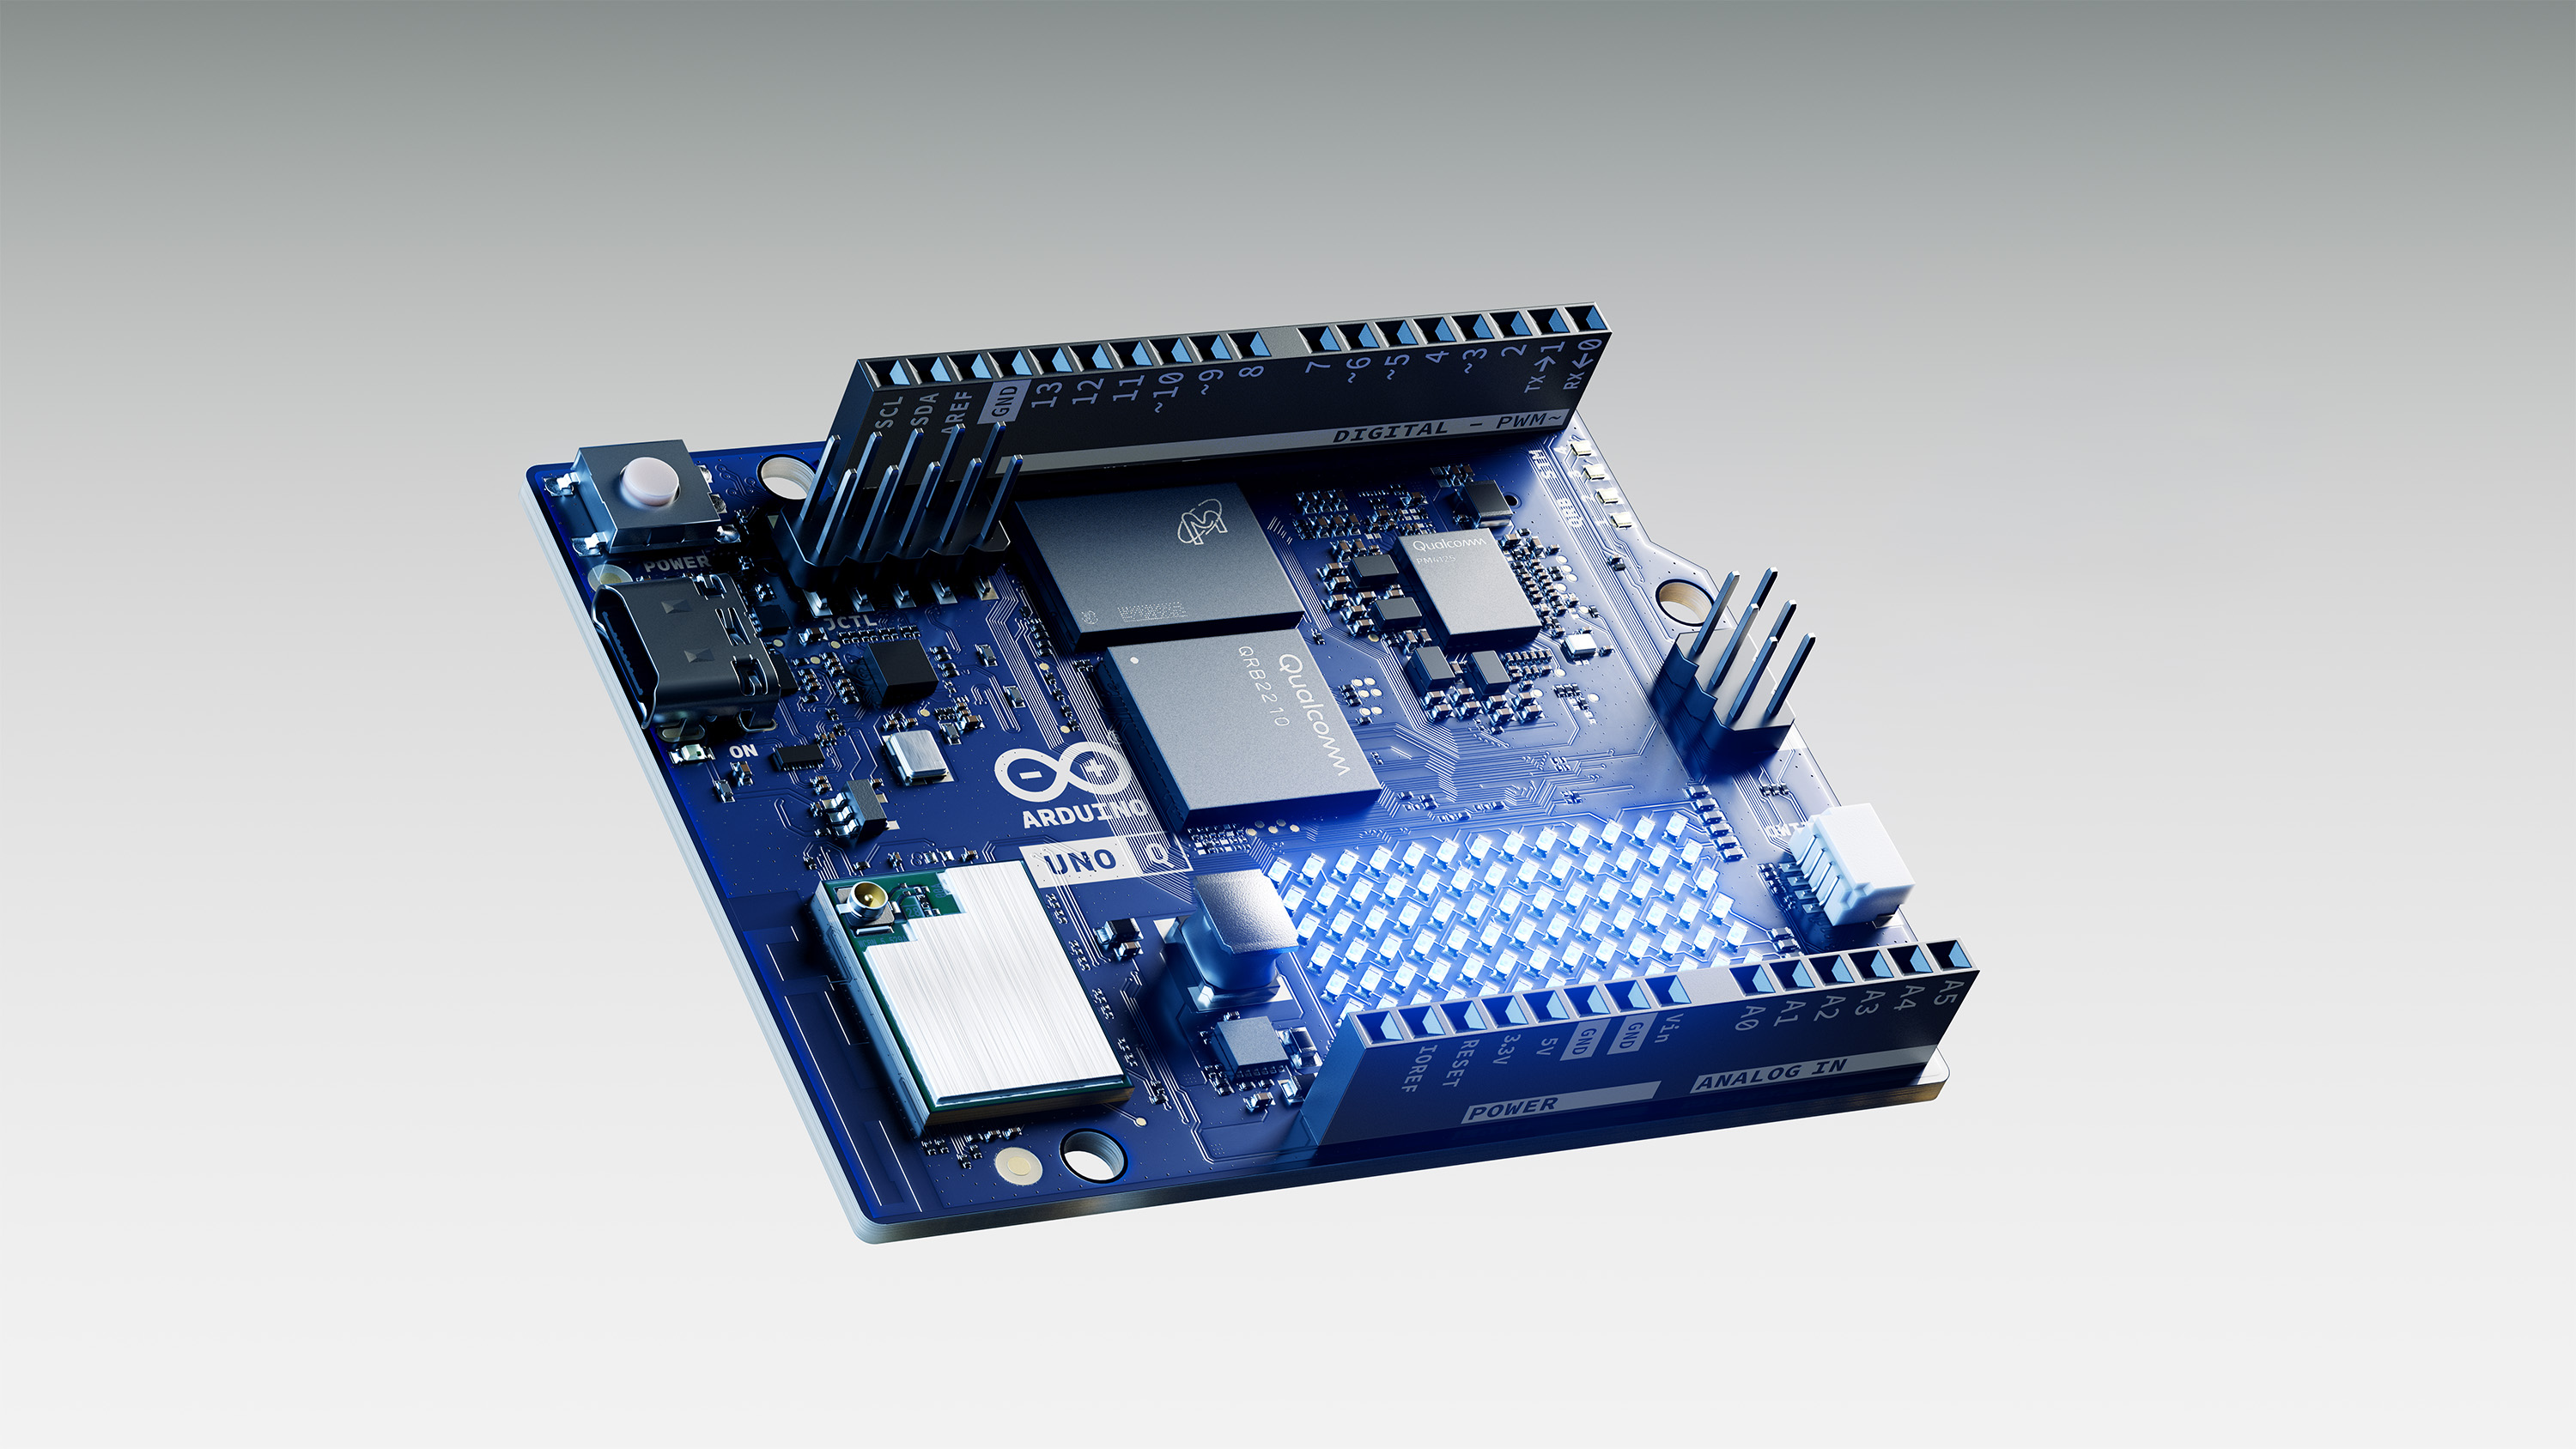 SCL
SDA
AREF
GND
13
12
11
~10
~9
8
7
~6
~5
4
~3
2
TX→1
RX←0
DIGITAL - PWM~
POWER
JCTL
Qualcomm
PM4125
Qualcomm
QRB2210
ON
ARDUINO
UNO Q
IOREF
RESET
3.3V
5V
GND
GND
Vin
A0
A1
A2
A3
A4
A5
POWER
ANALOG IN